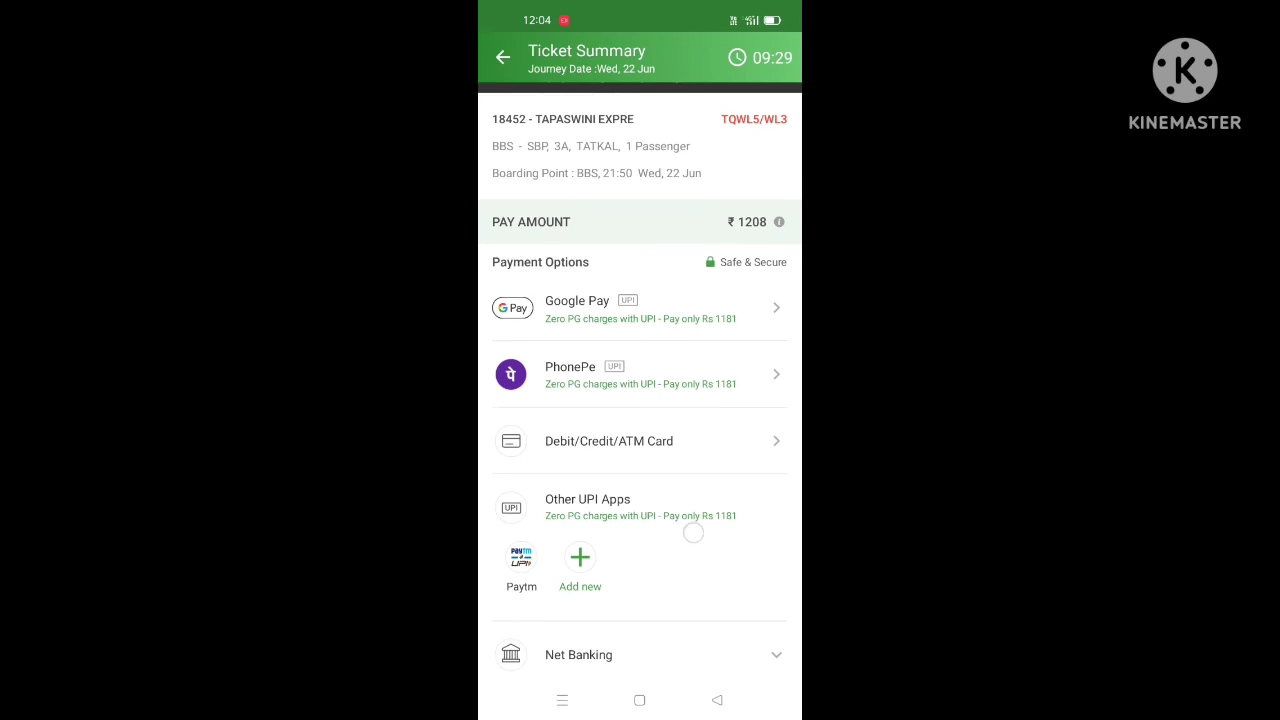 12:04
Ticket Summary
Journey Date :Wed, 22 Jun
09:29
K
KINEMASTER
18452 - TAPASWINI EXPRE
TQWL5/WL3
BBS - SBP, 3A, TATKAL, 1 Passenger
Boarding Point : BBS, 21:50 Wed, 22 Jun
PAY AMOUNT
₹ 1208
Payment Options
Safe & Secure
G Pay
Google Pay UPI
Zero PG charges with UPI - Pay only Rs 1181
पे
PhonePe UPI
Zero PG charges with UPI - Pay only Rs 1181
Debit/Credit/ATM Card
UPI
Other UPI Apps
Zero PG charges with UPI - Pay only Rs 1181
Paytm
UPI
Paytm
Add new
Net Banking